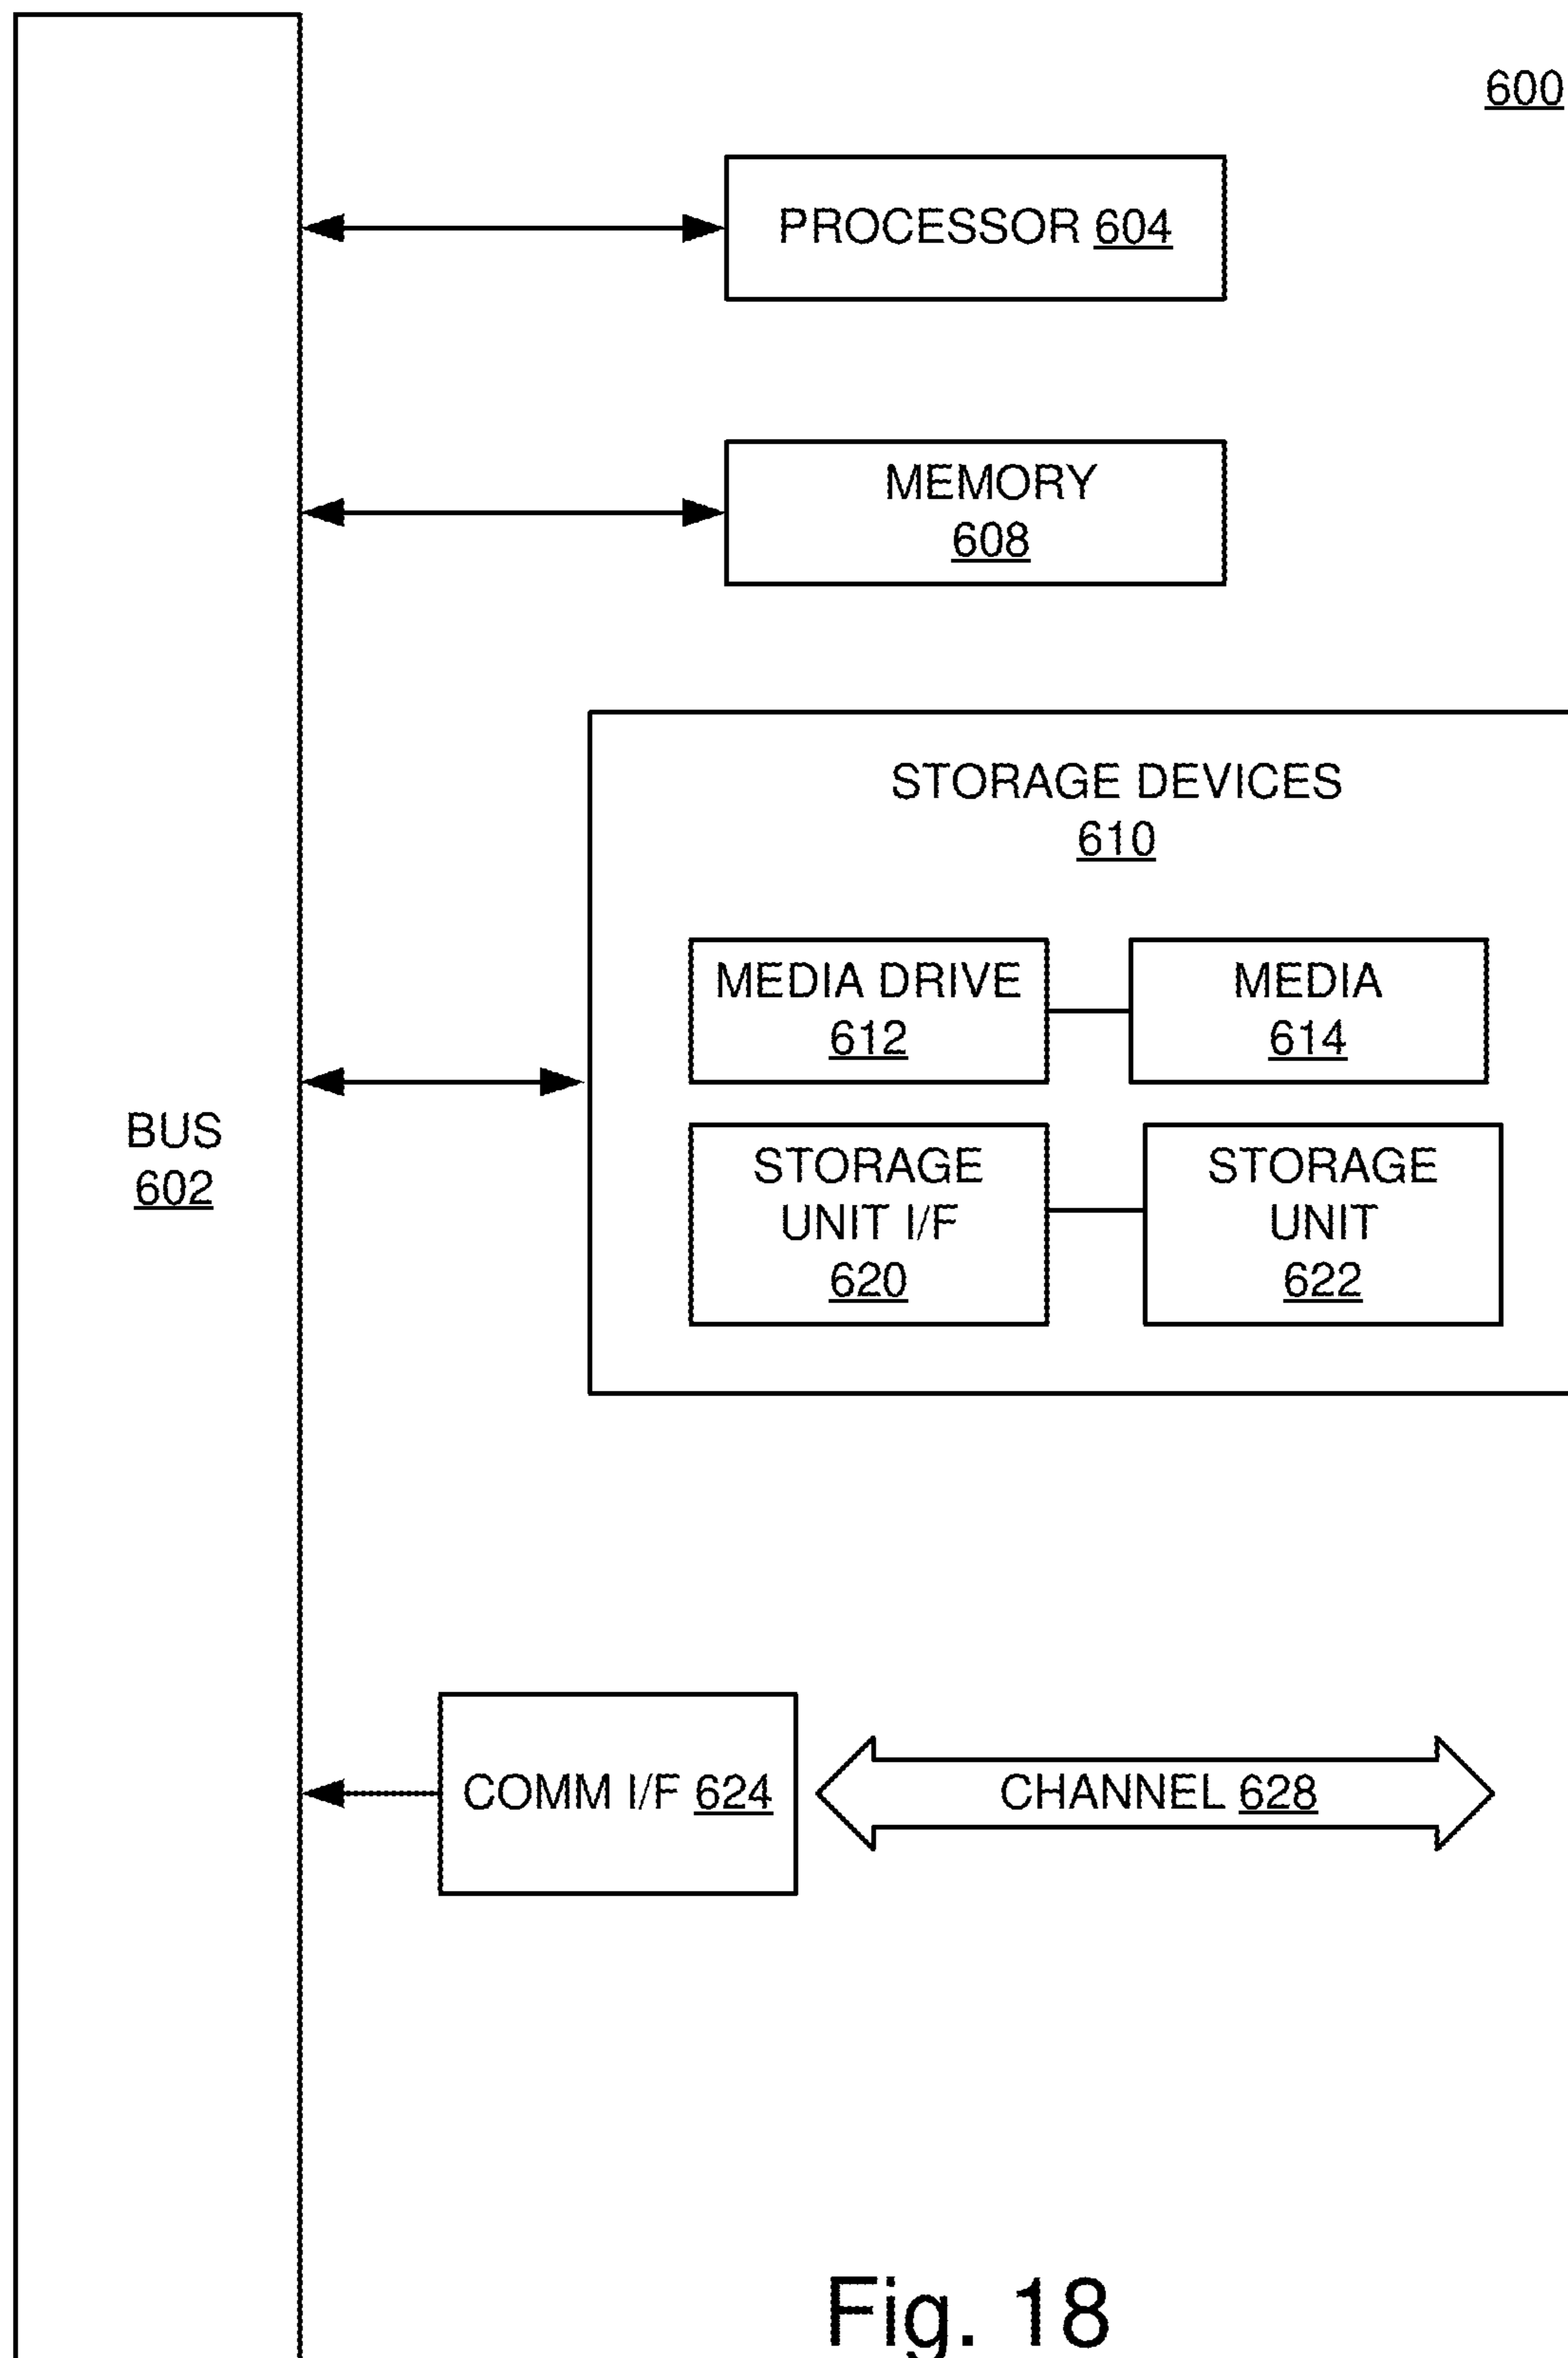 600
PROCESSOR 604
MEMORY
608
STORAGE DEVICES
610
MEDIA DRIVE
612
MEDIA
614
BUS
602
STORAGE
UNIT I/F
620
STORAGE
UNIT
622
COMM I/F 624
CHANNEL 628
Fig. 18